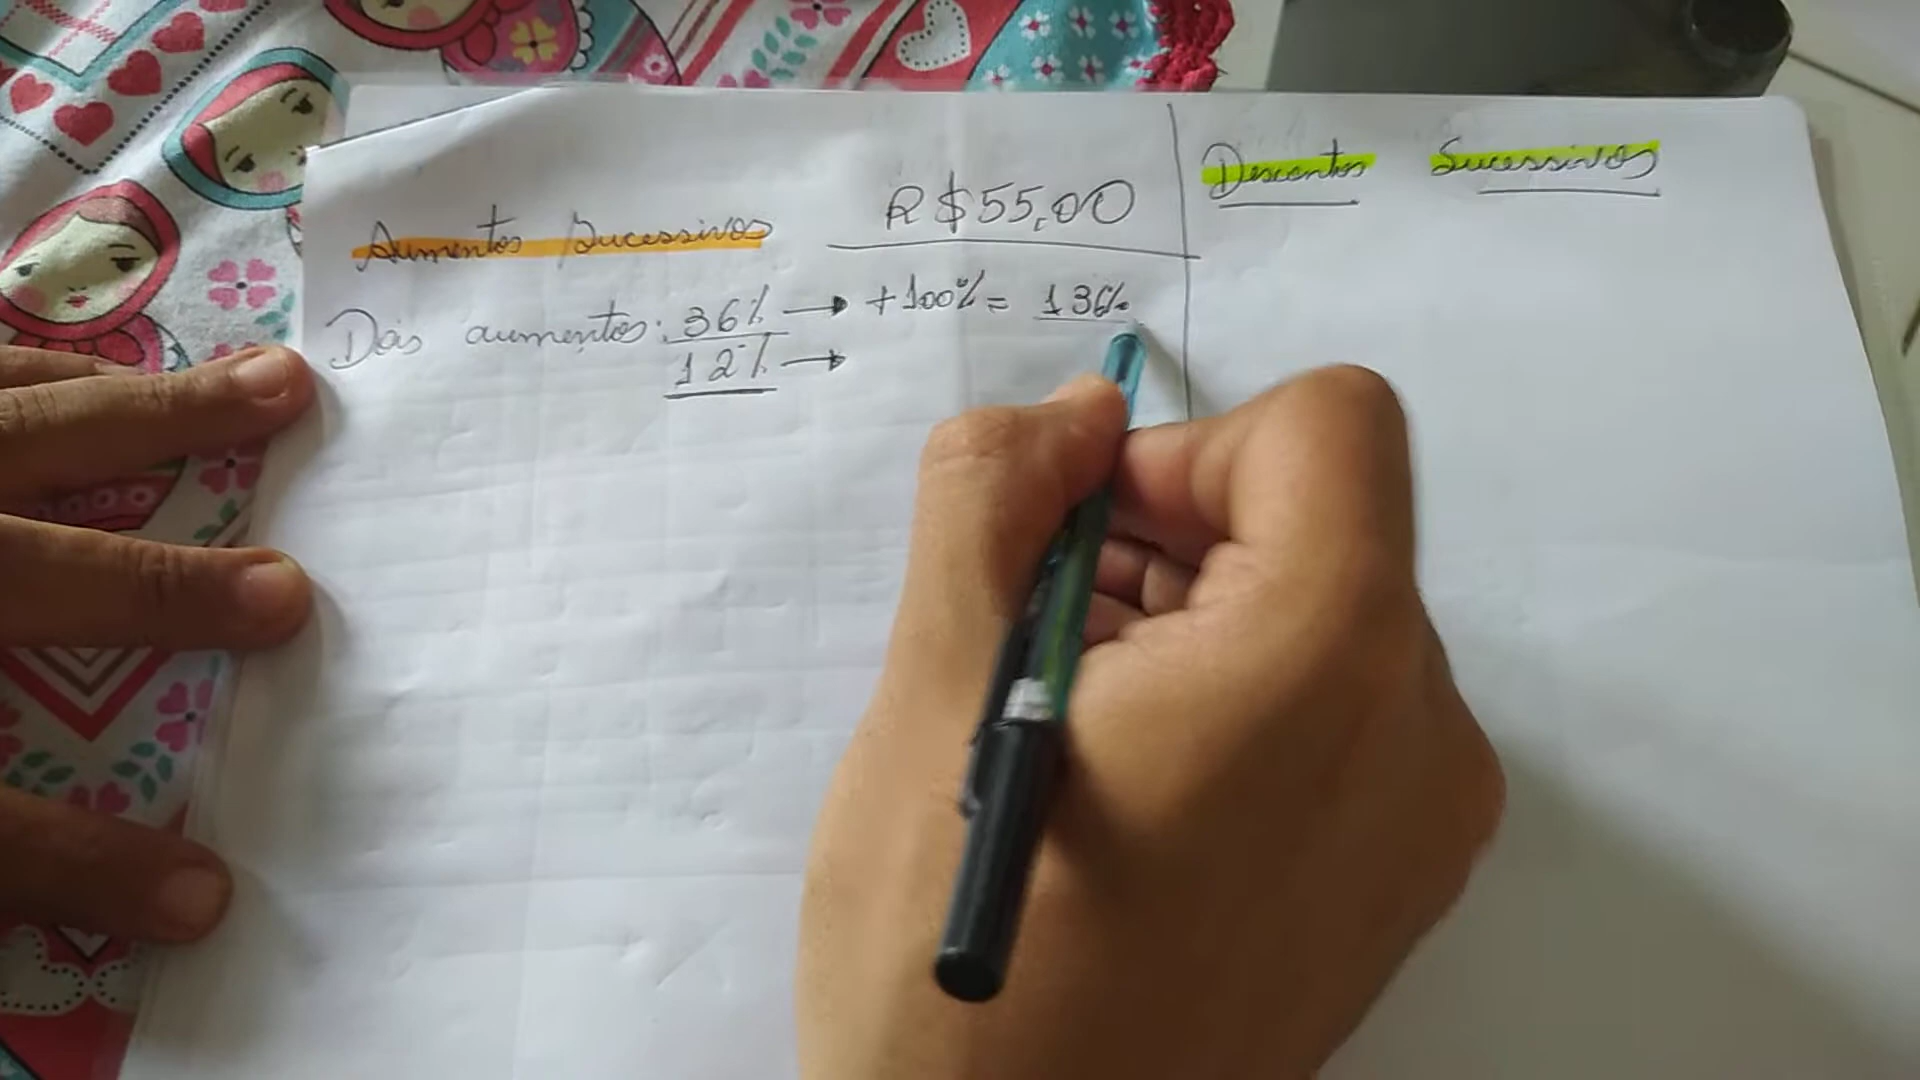 Aumentos Sucessivos
R$55,00
Dois aumentos: 36% → +100% = 136%
12% →
Descontos Sucessivos